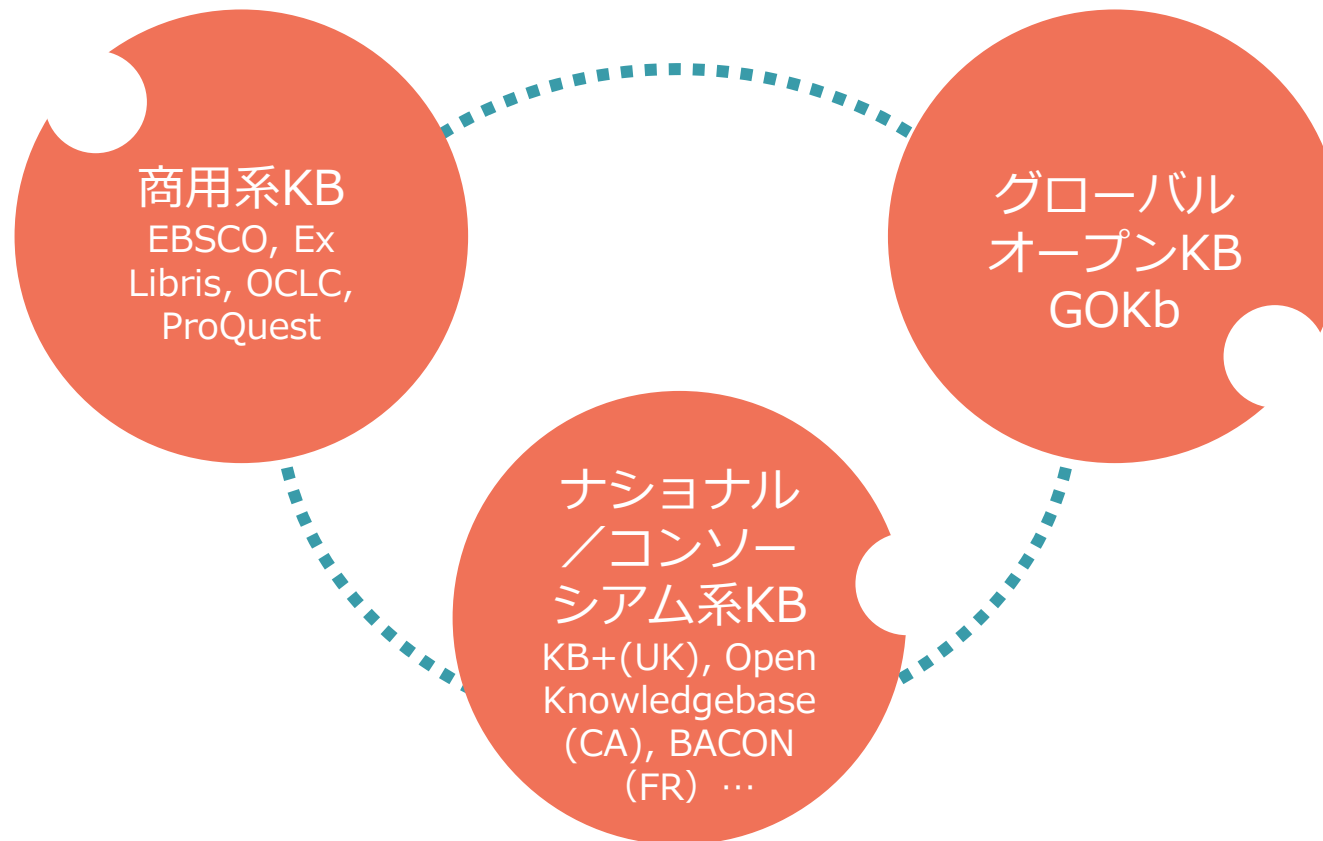 商用系KB
EBSCO, Ex
Libris, OCLC,
ProQuest
グローバル
オープンKB
GOKb
ナショナル
／コンソー
シアム系KB
KB+(UK), Open
Knowledgebase
(CA), BACON
（FR）…